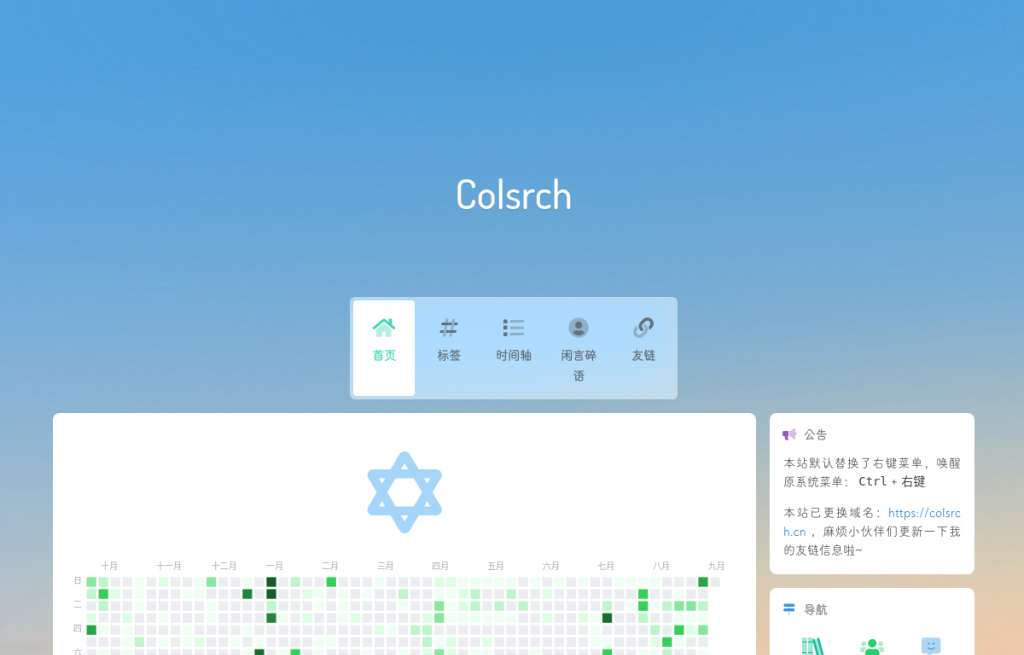 Colsrch
首页
标签
时间轴
闲言碎
语
友链
公告
本站默认替换了右键菜单，唤醒
原系统菜单： Ctrl + 右键
本站已更换域名：https://colsrc
h.cn ，麻烦小伙伴们更新一下我
的友链信息啦~
十月 十一月 十二月 一月 二月 三月 四月 五月 六月 七月 八月 九月
日
二
四
六
导航